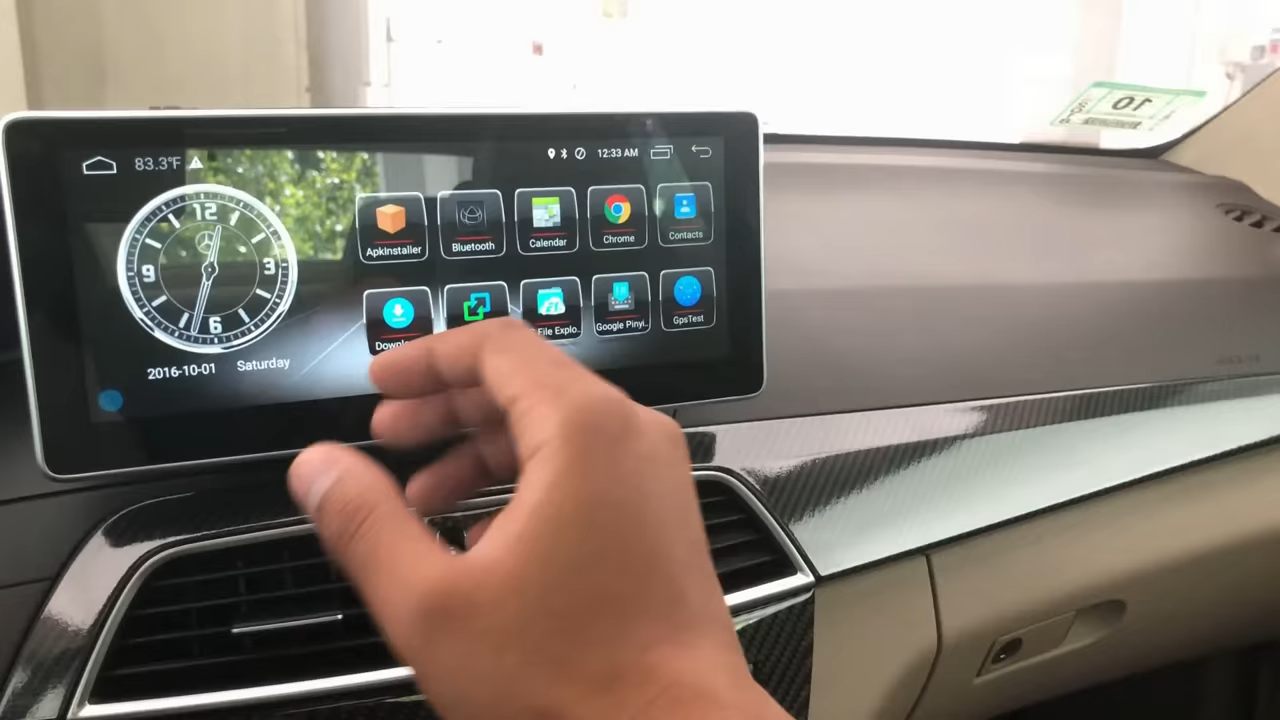 83.3°F
12:33 AM
12
1
9
3
6
ApkInstaller
Bluetooth
Calendar
Chrome
Contacts
File Explo..
Google Pinyi..
GpsTest
2016-10-01 Saturday
10